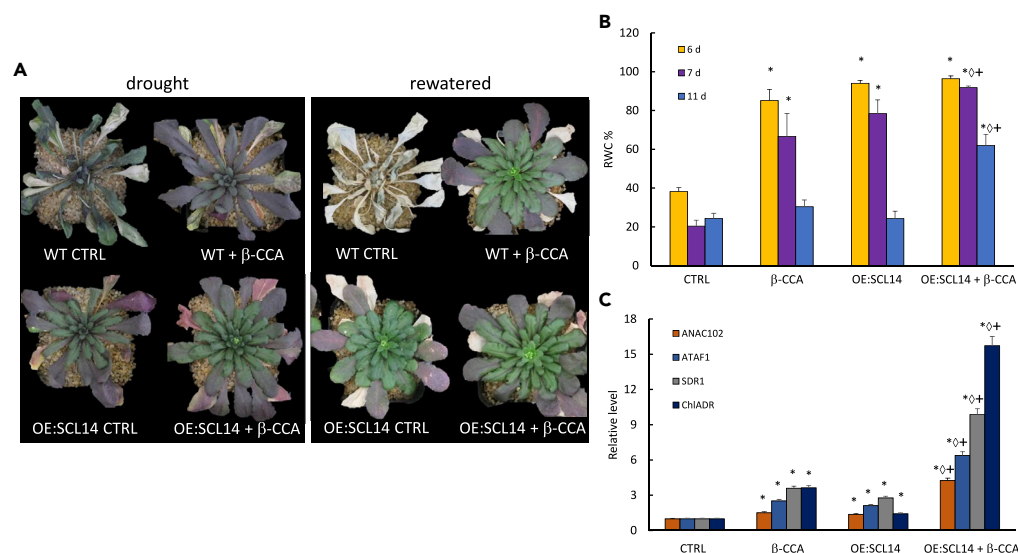 A
drought
rewatered
WT CTRL
WT + β-CCA
WT CTRL
WT + β-CCA
OE:SCL14 CTRL
OE:SCL14 + β-CCA
OE:SCL14 CTRL
OE:SCL14 + β-CCA
B
120
100
80
60
40
20
0
RWC %
6 d
7 d
11 d
*
*
*
*
*
*◊+
*◊+
CTRL
β-CCA
OE:SCL14
OE:SCL14 + β-CCA
C
18
15
12
9
6
3
0
Relative level
ANAC102
ATAF1
SDR1
ChlADR
*
*
*
*
*
*
*
*
*◊+
*◊+
*◊+
*◊+
CTRL
β-CCA
OE:SCL14
OE:SCL14 + β-CCA